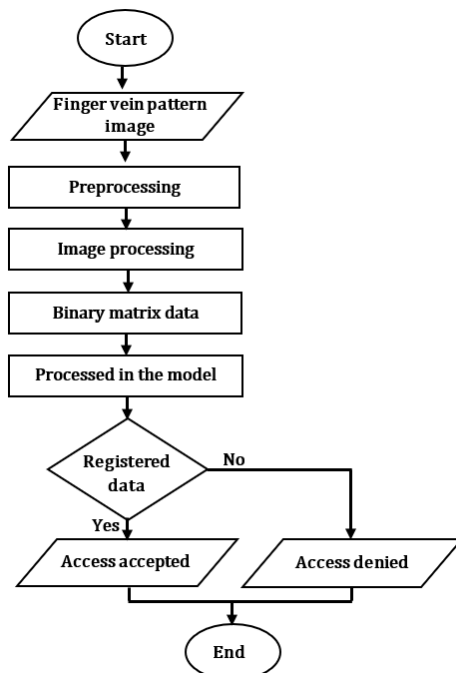 Start
Finger vein pattern
image
Preprocessing
Image processing
Binary matrix data
Processed in the model
Registered
data
No
Yes
Access accepted
Access denied
End